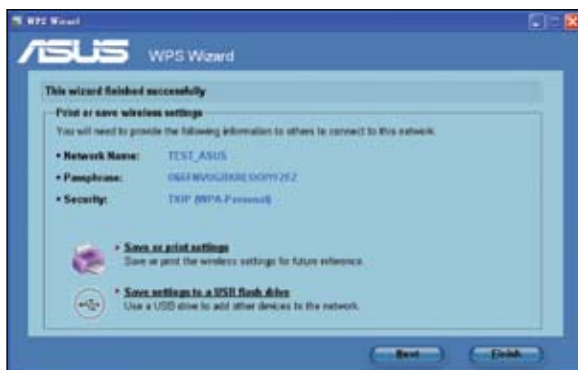 WPS Wizard
ASUS WPS Wizard
This wizard finished successfully
Print or save wireless settings
You will need to provide the following information to others to connect to this network.
• Network Name: TEST_ASUS
• Passphrase:
• Security: TKIP (WPA-Personal)
• Save or print settings
Save or print the wireless settings for future reference.
• Save settings to a USB flash drive
Use a USB drive to add other devices to the network.
Next Finish